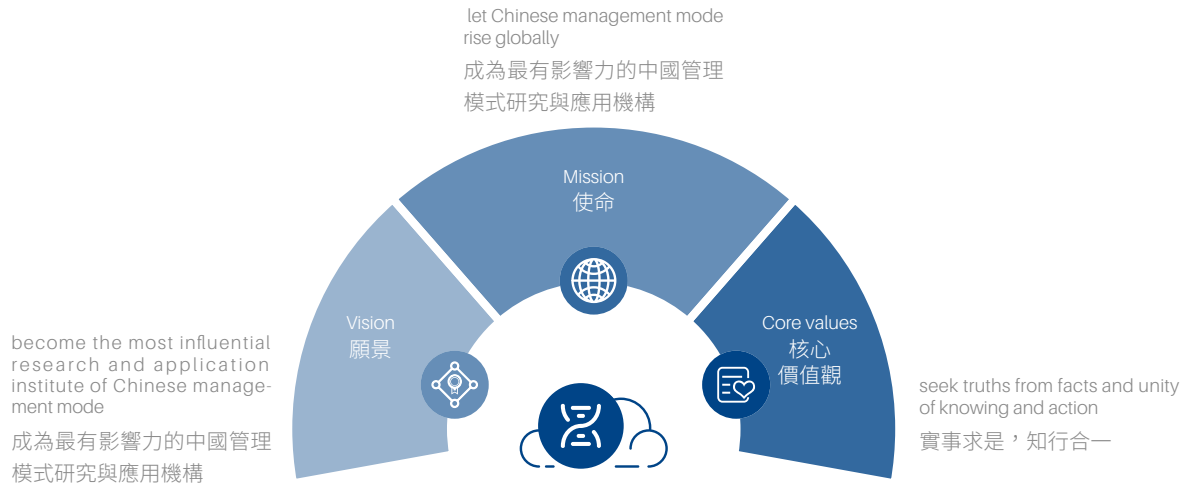 let Chinese management mode
rise globally
成為最有影響力的中國管理
模式研究與應用機構
Mission
使命
Vision
願景
Core values
核心
價值觀
become the most influential
research and application
institute of Chinese manage-
ment mode
成為最有影響力的中國管理
模式研究與應用機構
seek truths from facts and unity
of knowing and action
實事求是，知行合一